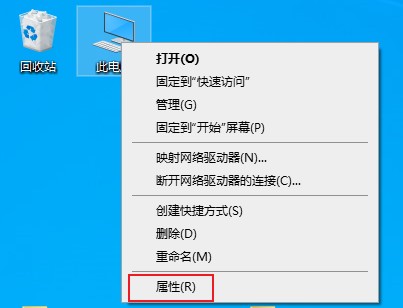 回收站
此电
打开(O)
固定到"快速访问"
管理(G)
固定到"开始"屏幕(P)
映射网络驱动器(N)...
断开网络驱动器的连接(C)...
创建快捷方式(S)
删除(D)
重命名(M)
属性(R)